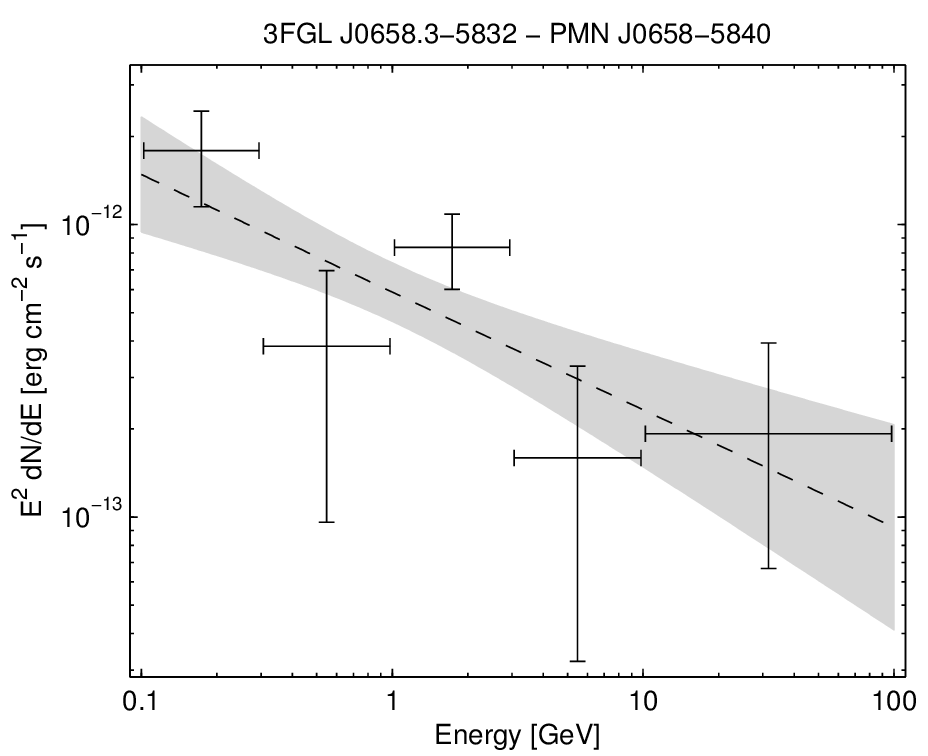 3FGL J0658.3−5832 − PMN J0658−5840
E² dN/dE [erg cm⁻² s⁻¹]
10⁻¹²
10⁻¹³
0.1 1 10 100
Energy [GeV]